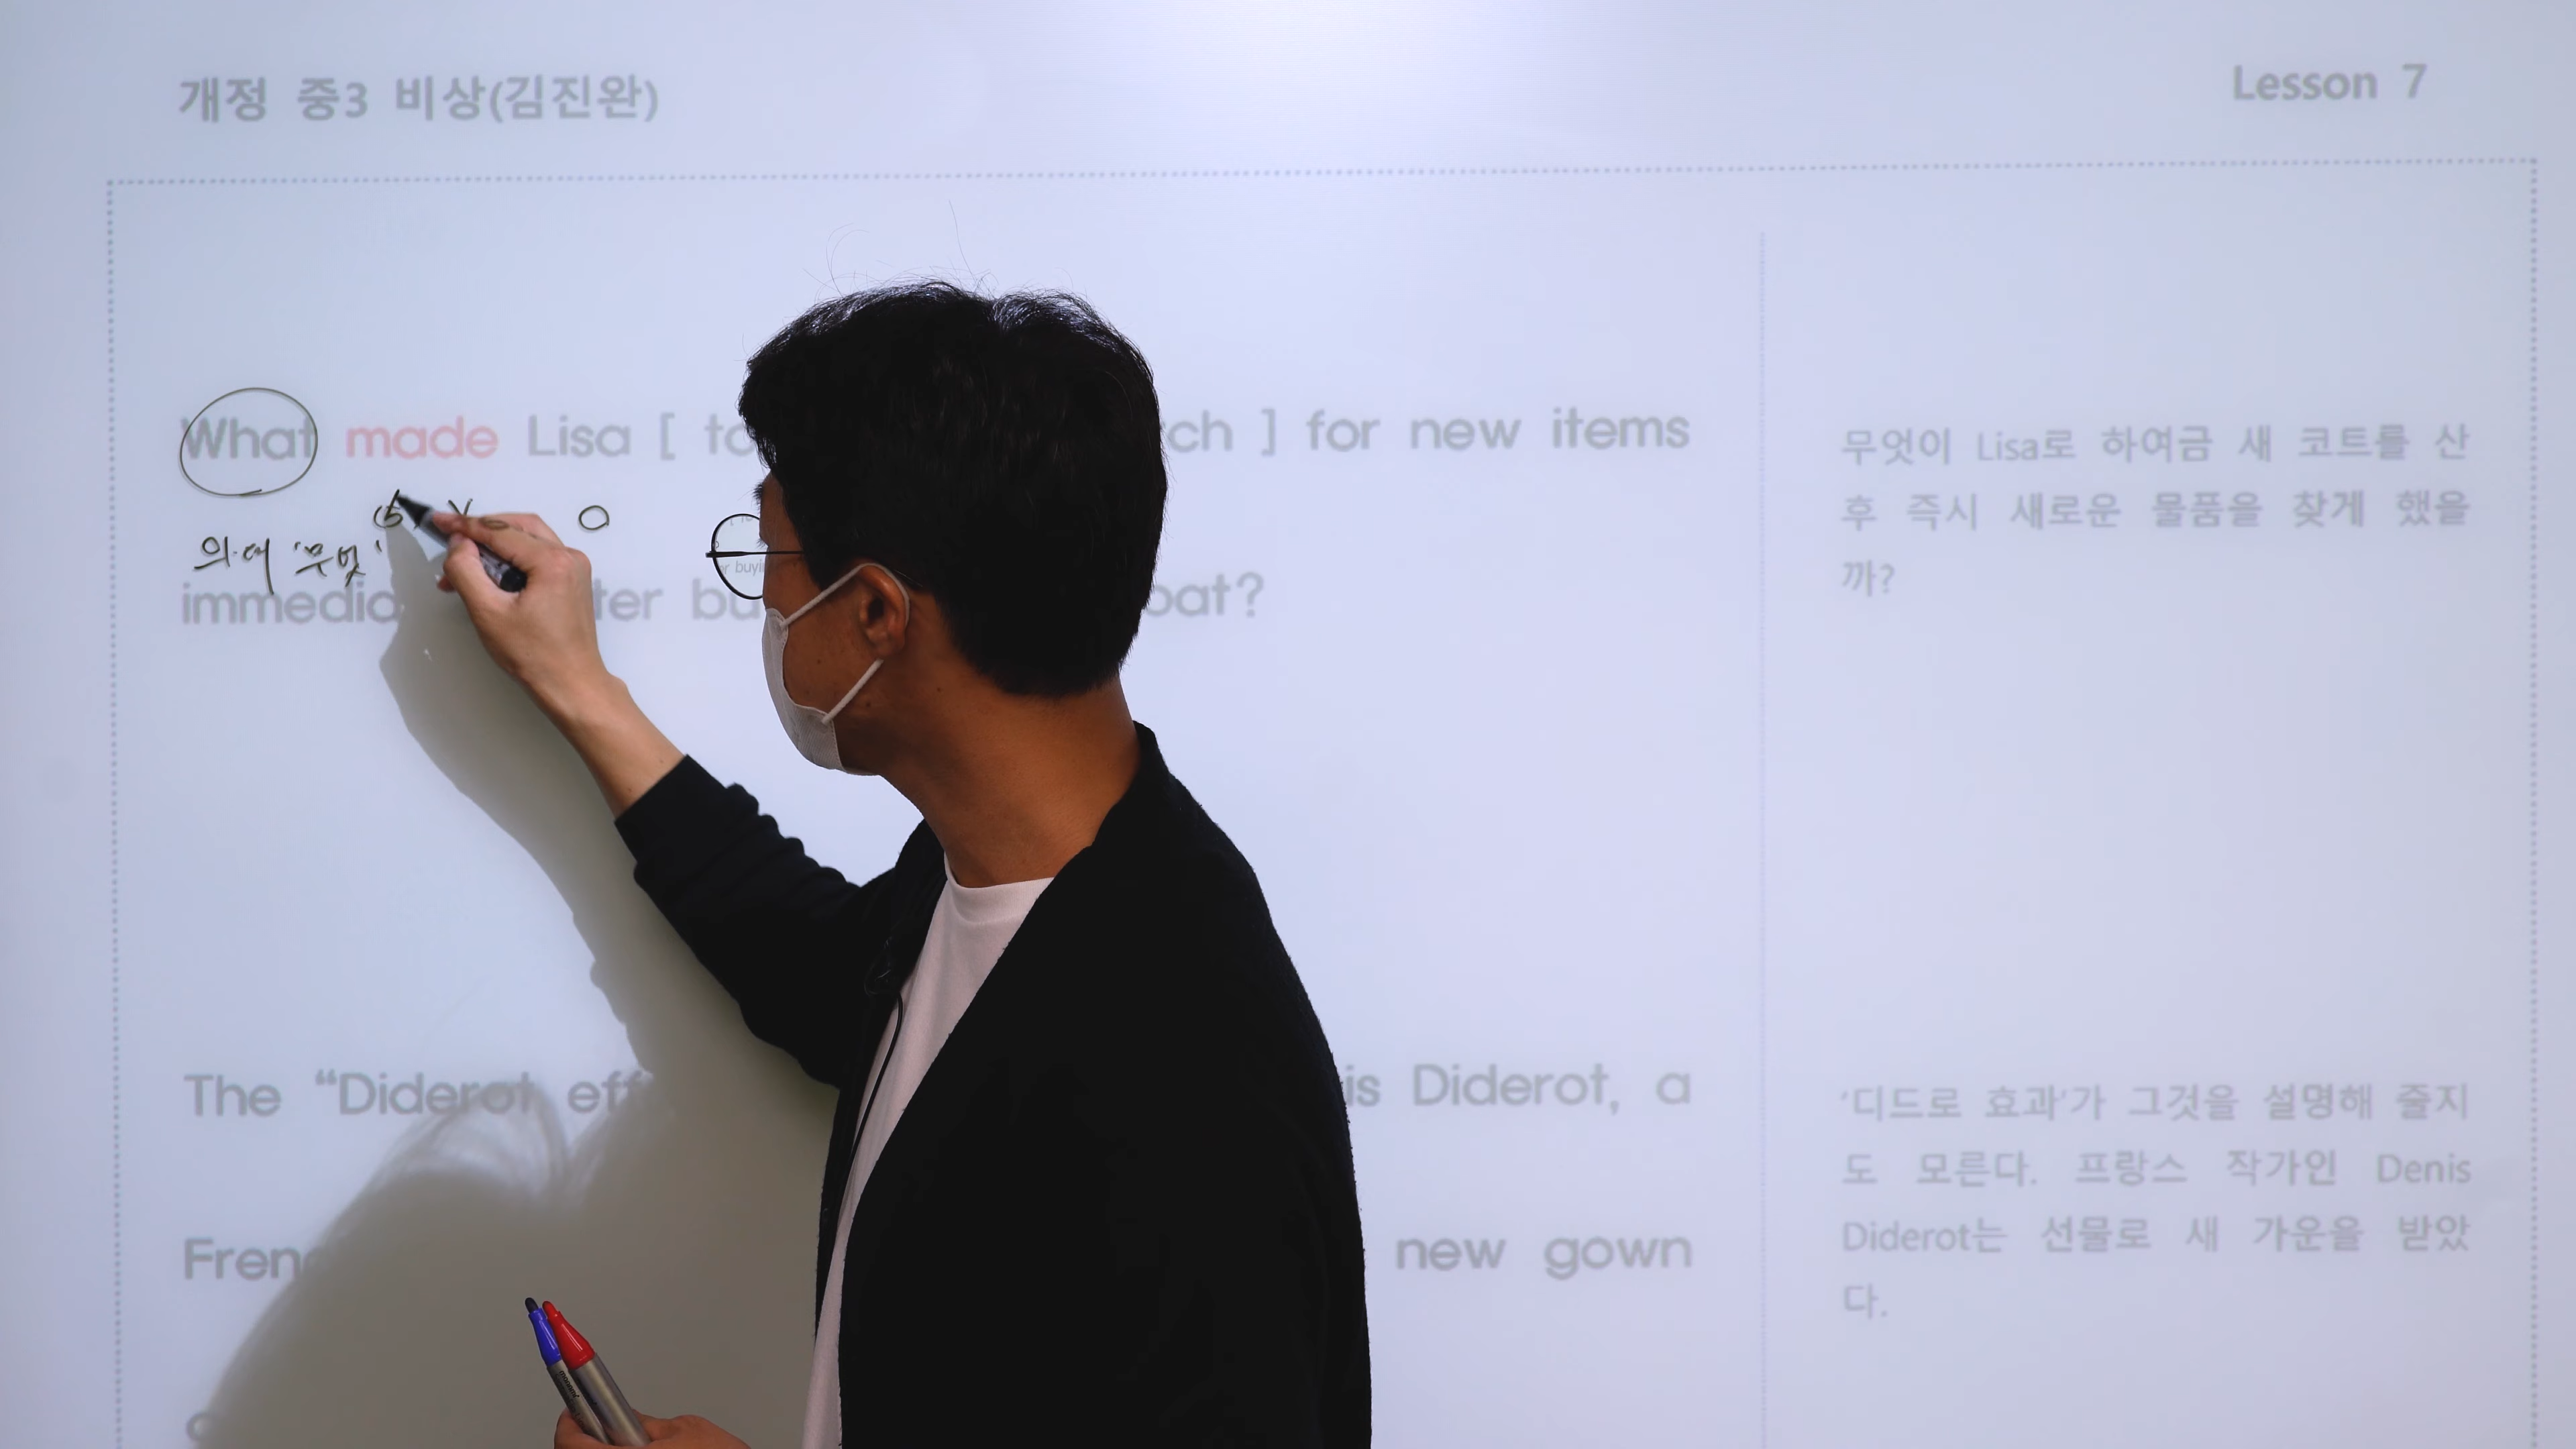 개정 중3 비상(김진완)
Lesson 7
What made Lisa [ to ch ] for new items
(5) V O
의·대 '무엇'
immedia ter bu oat?
무엇이 Lisa로 하여금 새 코트를 산
후 즉시 새로운 물품을 찾게 했을
까?
The “Diderot eff is Diderot, a
Fren new gown
‘디드로 효과’가 그것을 설명해 줄지
도 모른다. 프랑스 작가인 Denis
Diderot는 선물로 새 가운을 받았
다.